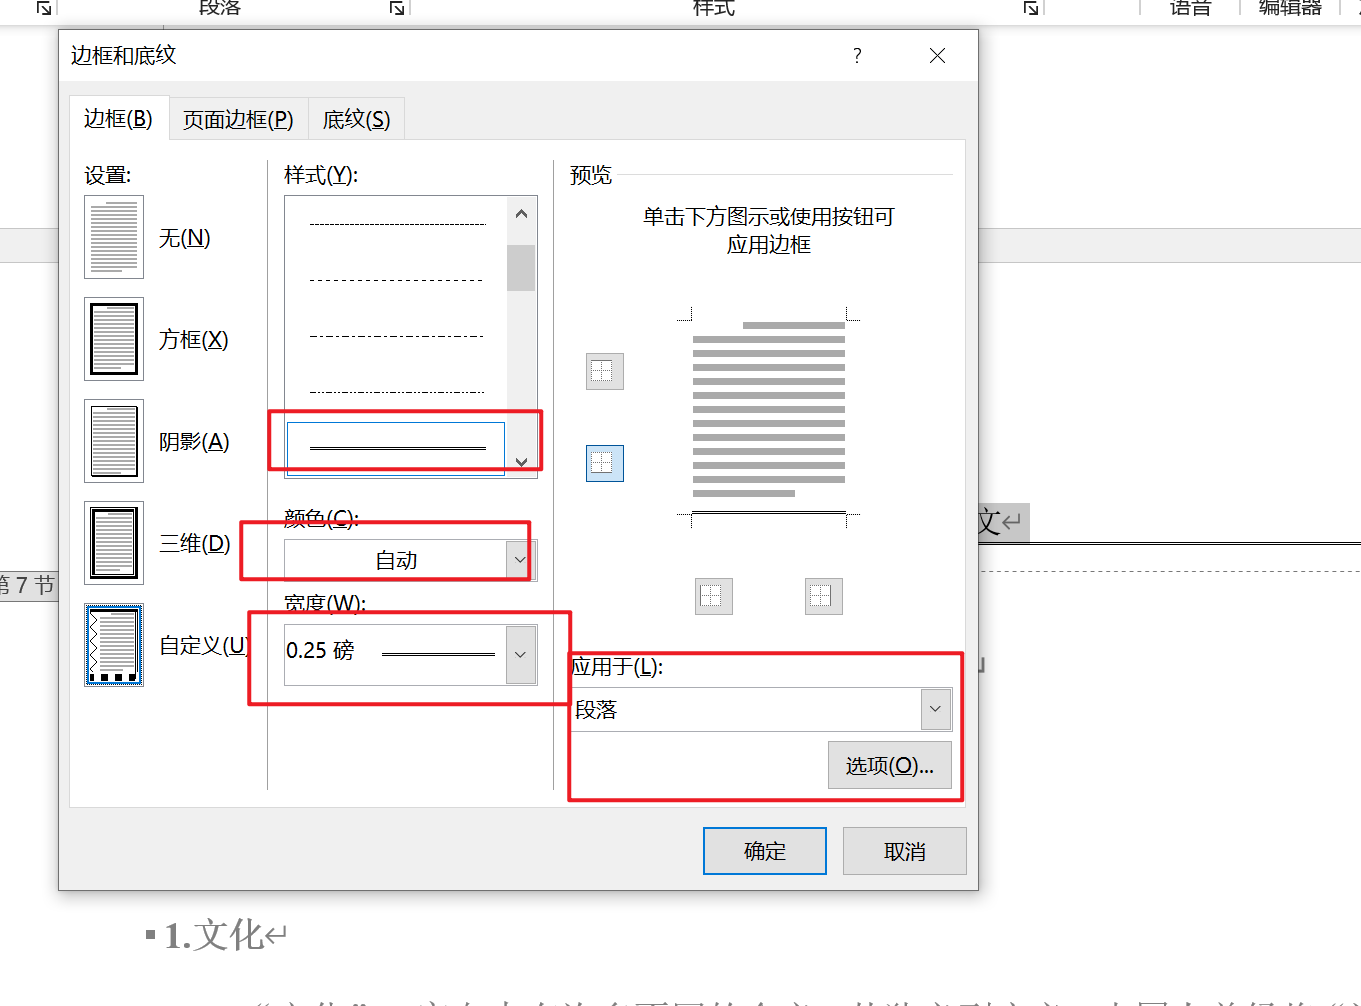 段落
样式
语音
编辑器
边框和底纹
?
边框(B)
页面边框(P)
底纹(S)
设置:
无(N)
方框(X)
阴影(A)
三维(D)
自定义(U)
样式(Y):
颜色(C):
自动
宽度(W):
0.25 磅
预览
单击下方图示或使用按钮可
应用边框
应用于(L):
段落
选项(O)...
确定
取消
文
第 7 节
1.文化